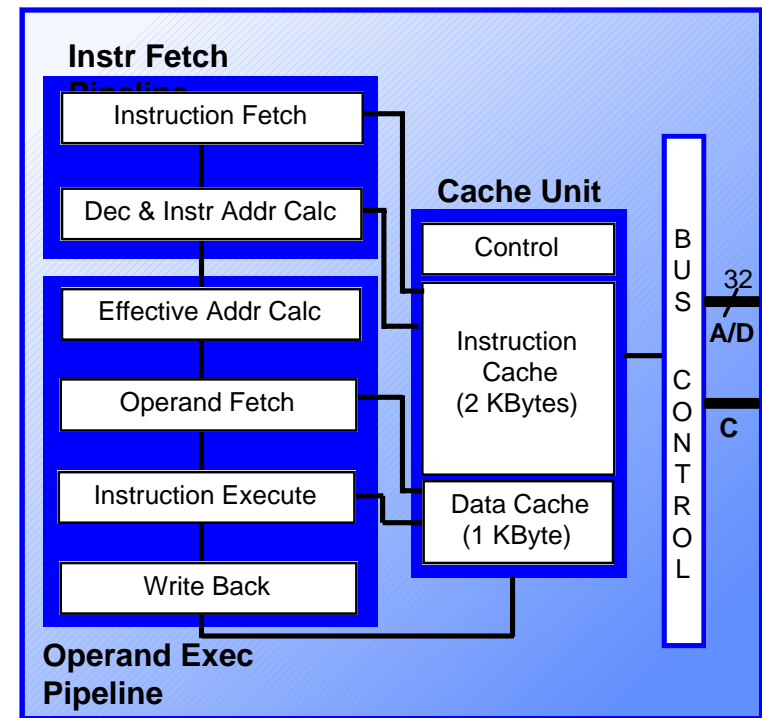 Instr Fetch
Pipeline
Instruction Fetch
Dec & Instr Addr Calc
Effective Addr Calc
Operand Fetch
Instruction Execute
Write Back
Operand Exec
Pipeline
Cache Unit
Control
Instruction
Cache
(2 KBytes)
Data Cache
(1 KByte)
B
U
S
C
O
N
T
R
O
L
32
A/D
C